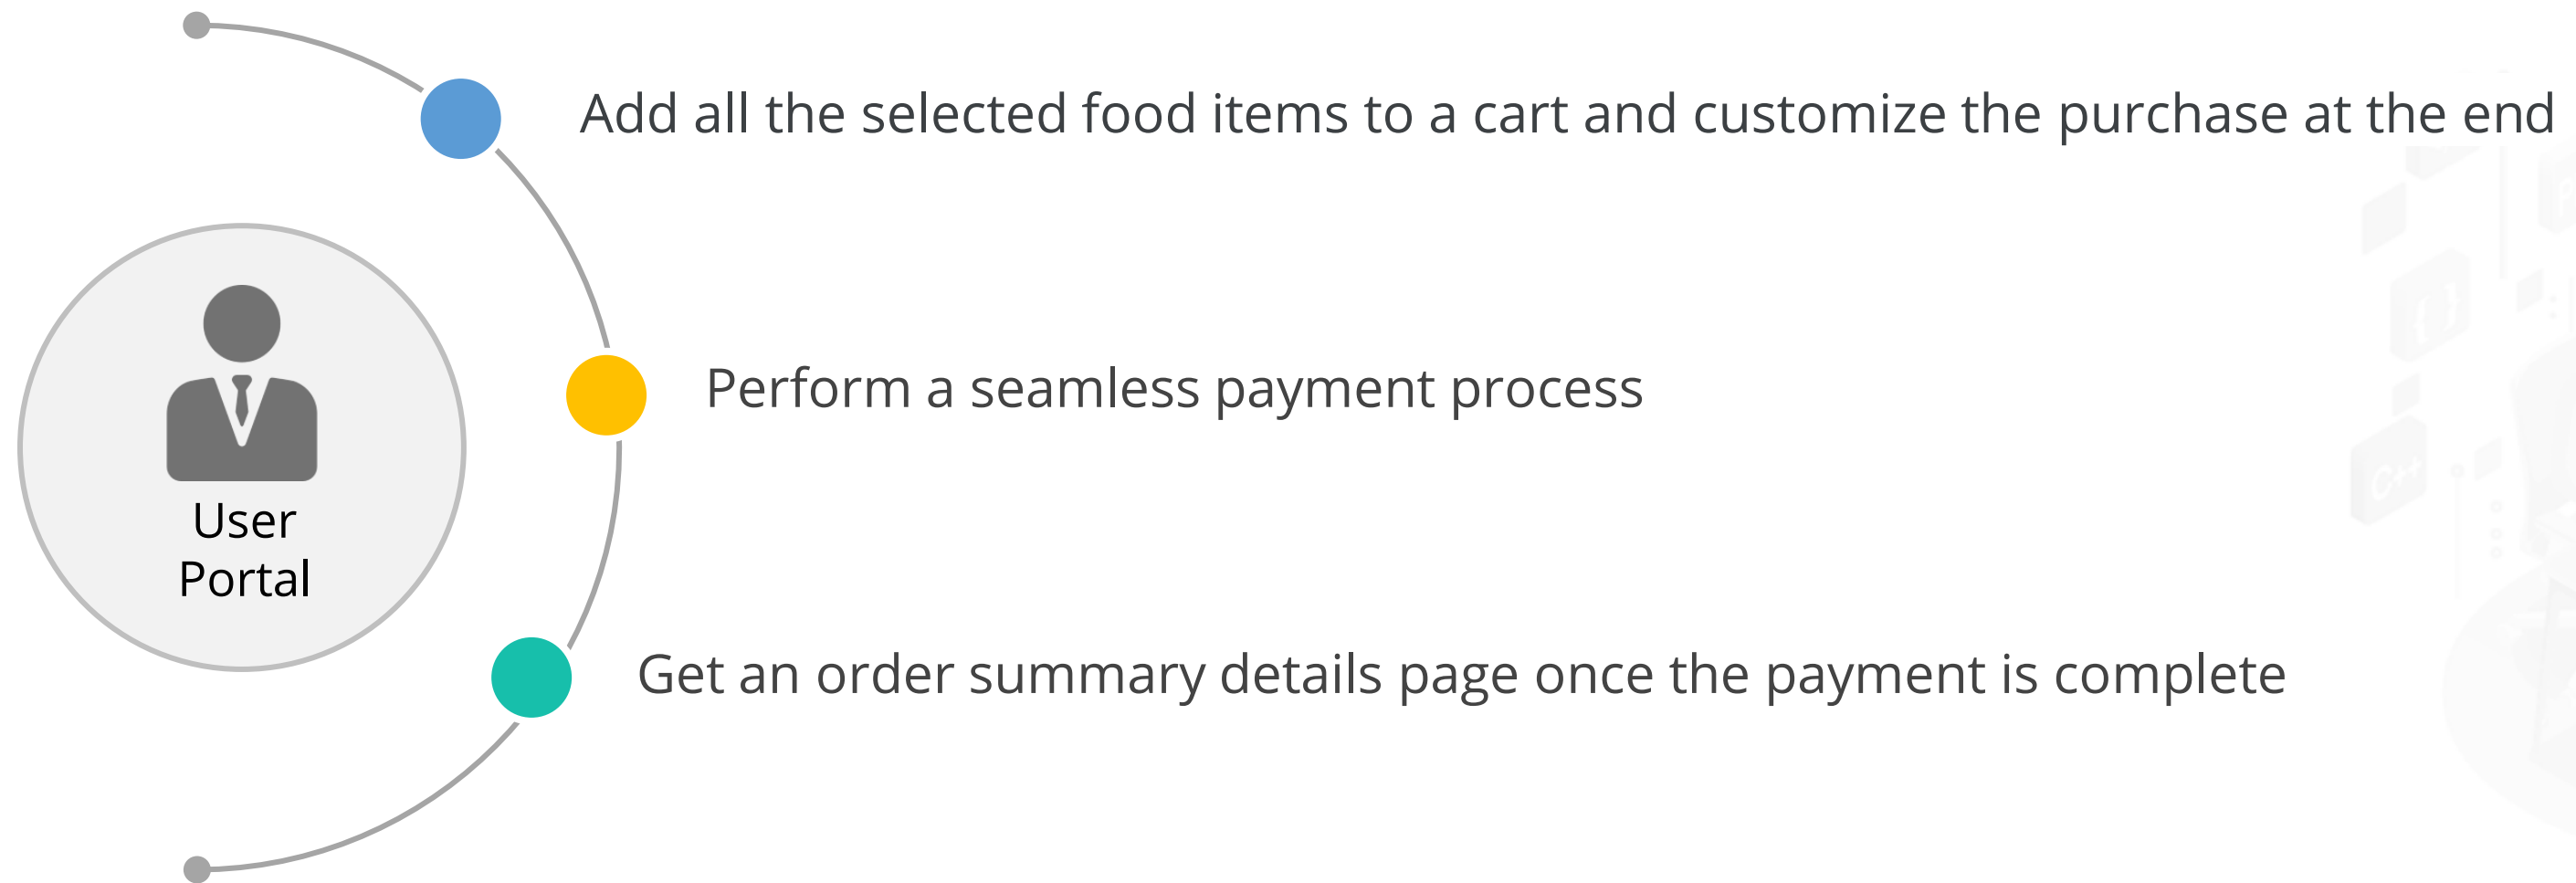 Add all the selected food items to a cart and customize the purchase at the end
Perform a seamless payment process
User
Portal
Get an order summary details page once the payment is complete
{ }
C++